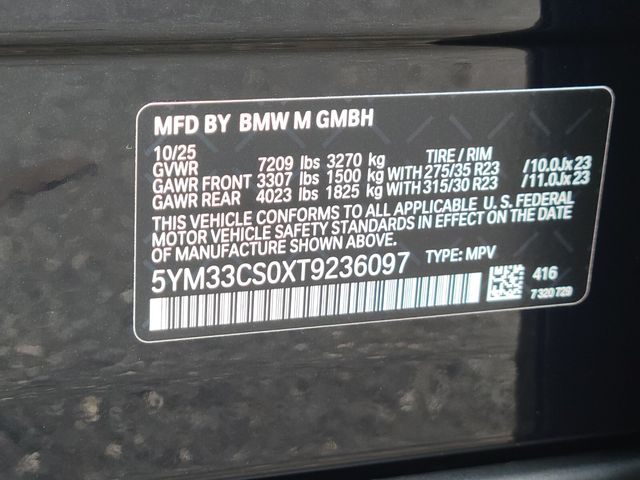 MFD BY BMW M GMBH
10/25
GVWR 7209 lbs 3270 kg TIRE / RIM
GAWR FRONT 3307 lbs 1500 kg WITH 275/35 R23 /10.0Jx23
GAWR REAR 4023 lbs 1825 kg WITH 315/30 R23 /11.0Jx23
THIS VEHICLE CONFORMS TO ALL APPLICABLE U. S. FEDERAL
MOTOR VEHICLE SAFETY STANDARDS IN EFFECT ON THE DATE
OF MANUFACTURE SHOWN ABOVE.
5YM33CS0XT9236097 TYPE: MPV
416
7 320 729